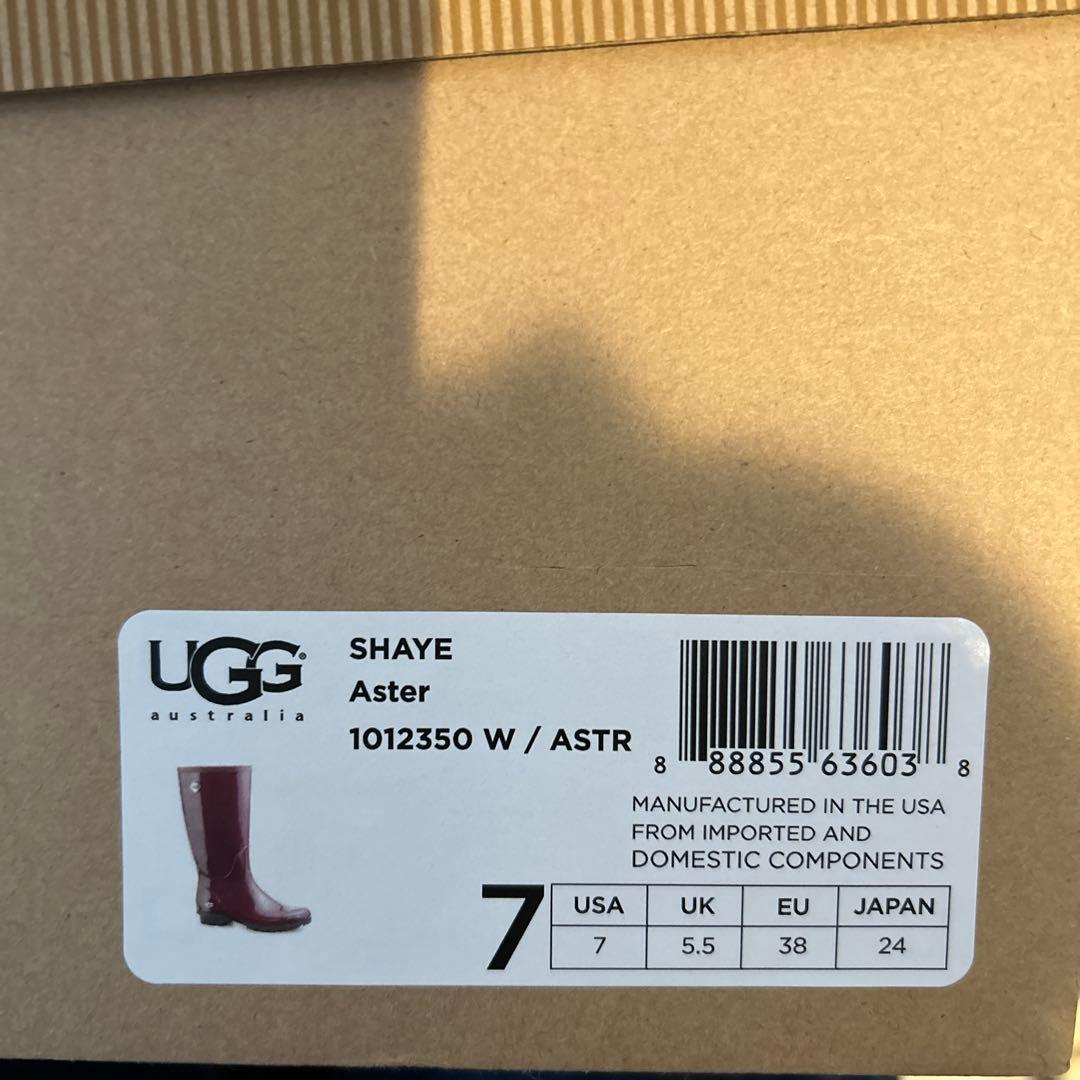 UGG®
australia
SHAYE
Aster
1012350 W / ASTR
8 88855 63603 8
MANUFACTURED IN THE USA
FROM IMPORTED AND
DOMESTIC COMPONENTS
7
USA UK EU JAPAN
7 5.5 38 24